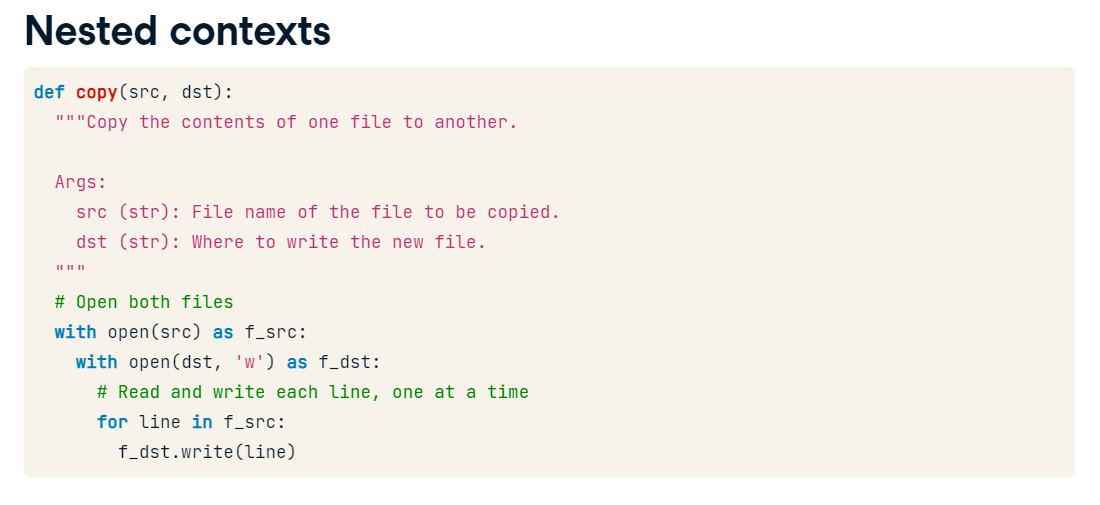 Nested contexts
def copy(src, dst):
  """Copy the contents of one file to another.

  Args:
    src (str): File name of the file to be copied.
    dst (str): Where to write the new file.
  """
  # Open both files
  with open(src) as f_src:
    with open(dst, 'w') as f_dst:
      # Read and write each line, one at a time
      for line in f_src:
        f_dst.write(line)